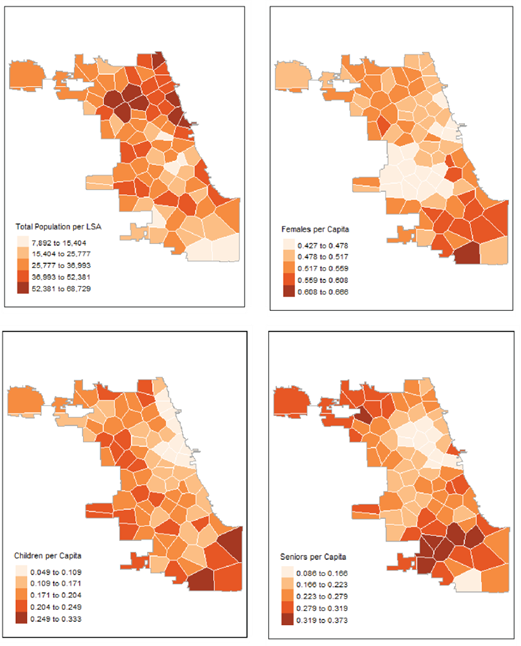 Total Population per LSA
7,892 to 15,404
15,404 to 25,777
25,777 to 36,993
36,993 to 52,381
52,381 to 68,729
Females per Capita
0.427 to 0.478
0.478 to 0.517
0.517 to 0.559
0.559 to 0.608
0.608 to 0.666
Children per Capita
0.049 to 0.109
0.109 to 0.171
0.171 to 0.204
0.204 to 0.249
0.249 to 0.333
Seniors per Capita
0.086 to 0.166
0.166 to 0.223
0.223 to 0.279
0.279 to 0.319
0.319 to 0.373